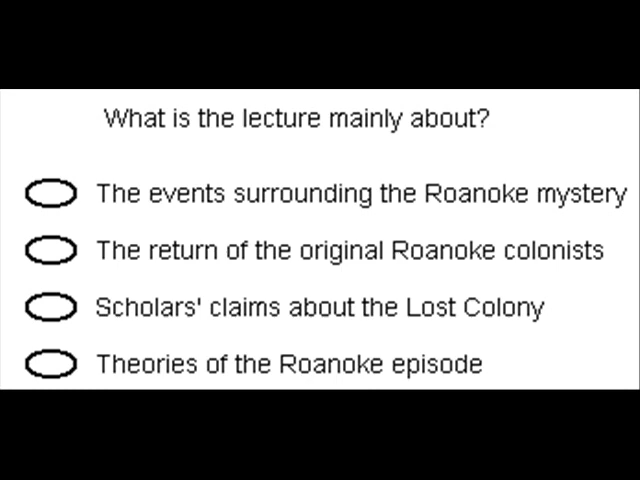 What is the lecture mainly about?
The events surrounding the Roanoke mystery
The return of the original Roanoke colonists
Scholars' claims about the Lost Colony
Theories of the Roanoke episode